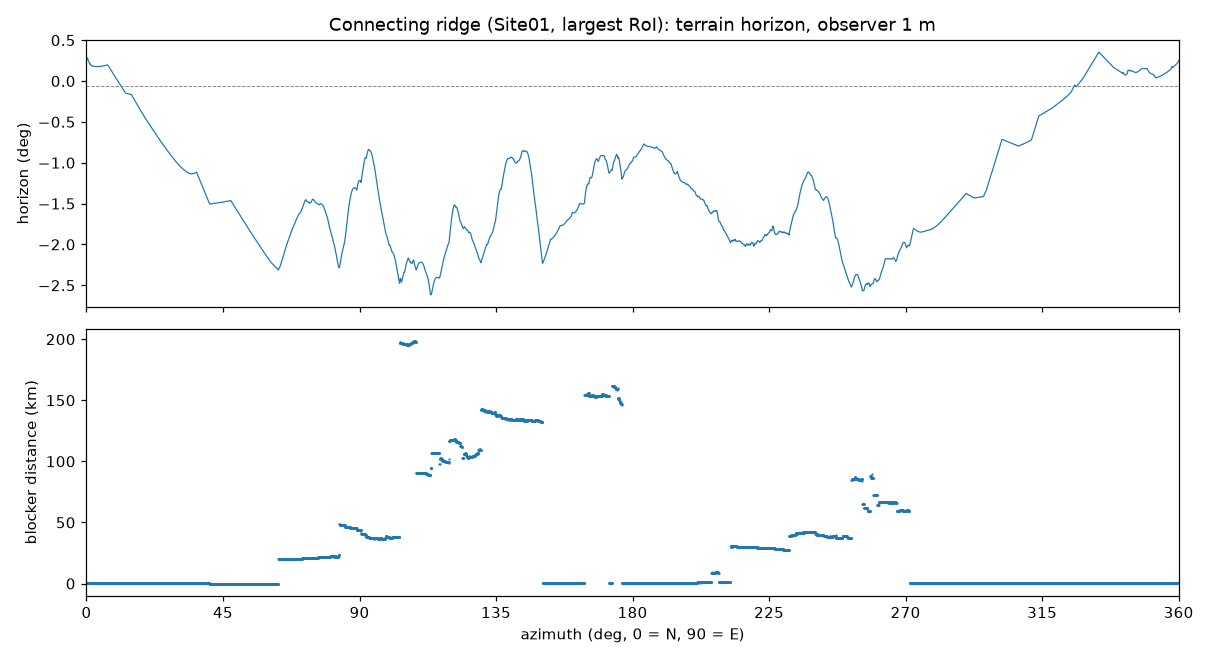 Connecting ridge (Site01, largest RoI): terrain horizon, observer 1 m
0.5
0.0
−0.5
−1.0
−1.5
−2.0
−2.5
horizon (deg)
200
150
100
50
0
blocker distance (km)
0 45 90 135 180 225 270 315 360
azimuth (deg, 0 = N, 90 = E)